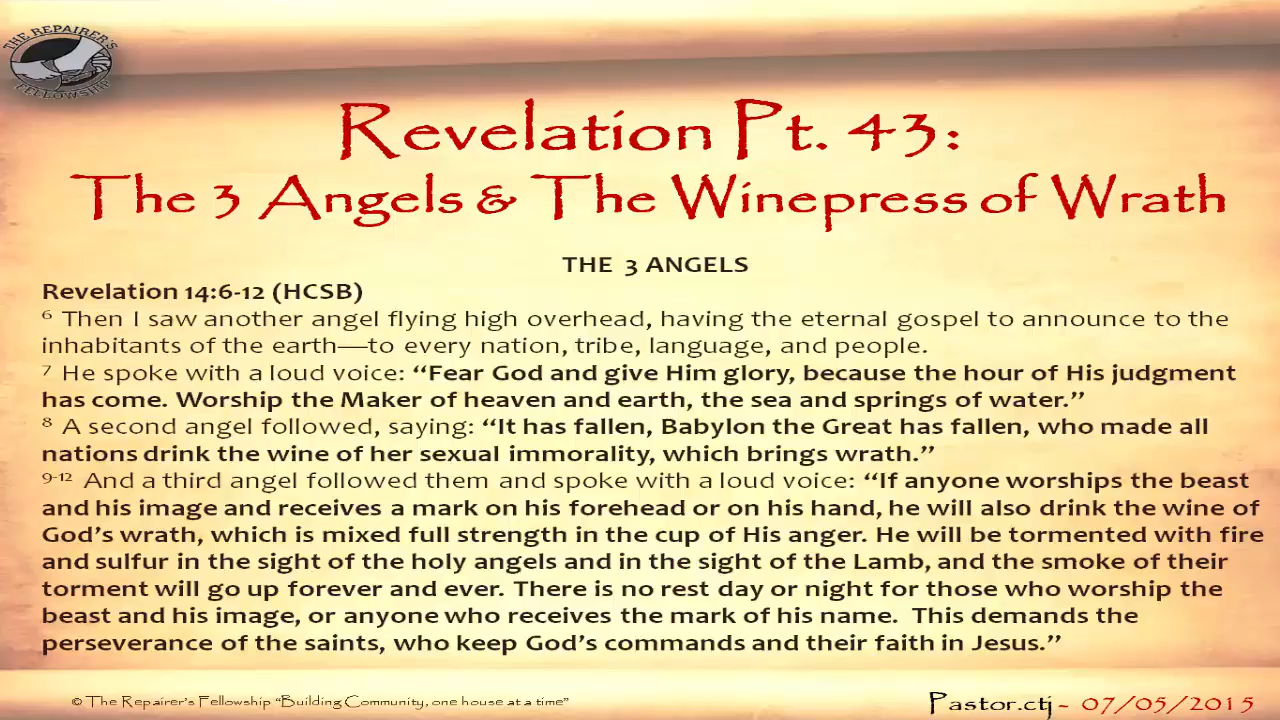 THE REPAIRER'S
FELLOWSHIP
Revelation Pt. 43:
The 3 Angels & The Winepress of Wrath
THE 3 ANGELS
Revelation 14:6-12 (HCSB)
⁶ Then I saw another angel flying high overhead, having the eternal gospel to announce to the
inhabitants of the earth—to every nation, tribe, language, and people.
⁷ He spoke with a loud voice: “Fear God and give Him glory, because the hour of His judgment
has come. Worship the Maker of heaven and earth, the sea and springs of water.”
⁸ A second angel followed, saying: “It has fallen, Babylon the Great has fallen, who made all
nations drink the wine of her sexual immorality, which brings wrath.”
⁹⁻¹² And a third angel followed them and spoke with a loud voice: “If anyone worships the beast
and his image and receives a mark on his forehead or on his hand, he will also drink the wine of
God’s wrath, which is mixed full strength in the cup of His anger. He will be tormented with fire
and sulfur in the sight of the holy angels and in the sight of the Lamb, and the smoke of their
torment will go up forever and ever. There is no rest day or night for those who worship the
beast and his image, or anyone who receives the mark of his name. This demands the
perseverance of the saints, who keep God’s commands and their faith in Jesus.”
© The Repairer’s Fellowship “Building Community, one house at a time”
Pastor.ctj - 07/05/2015